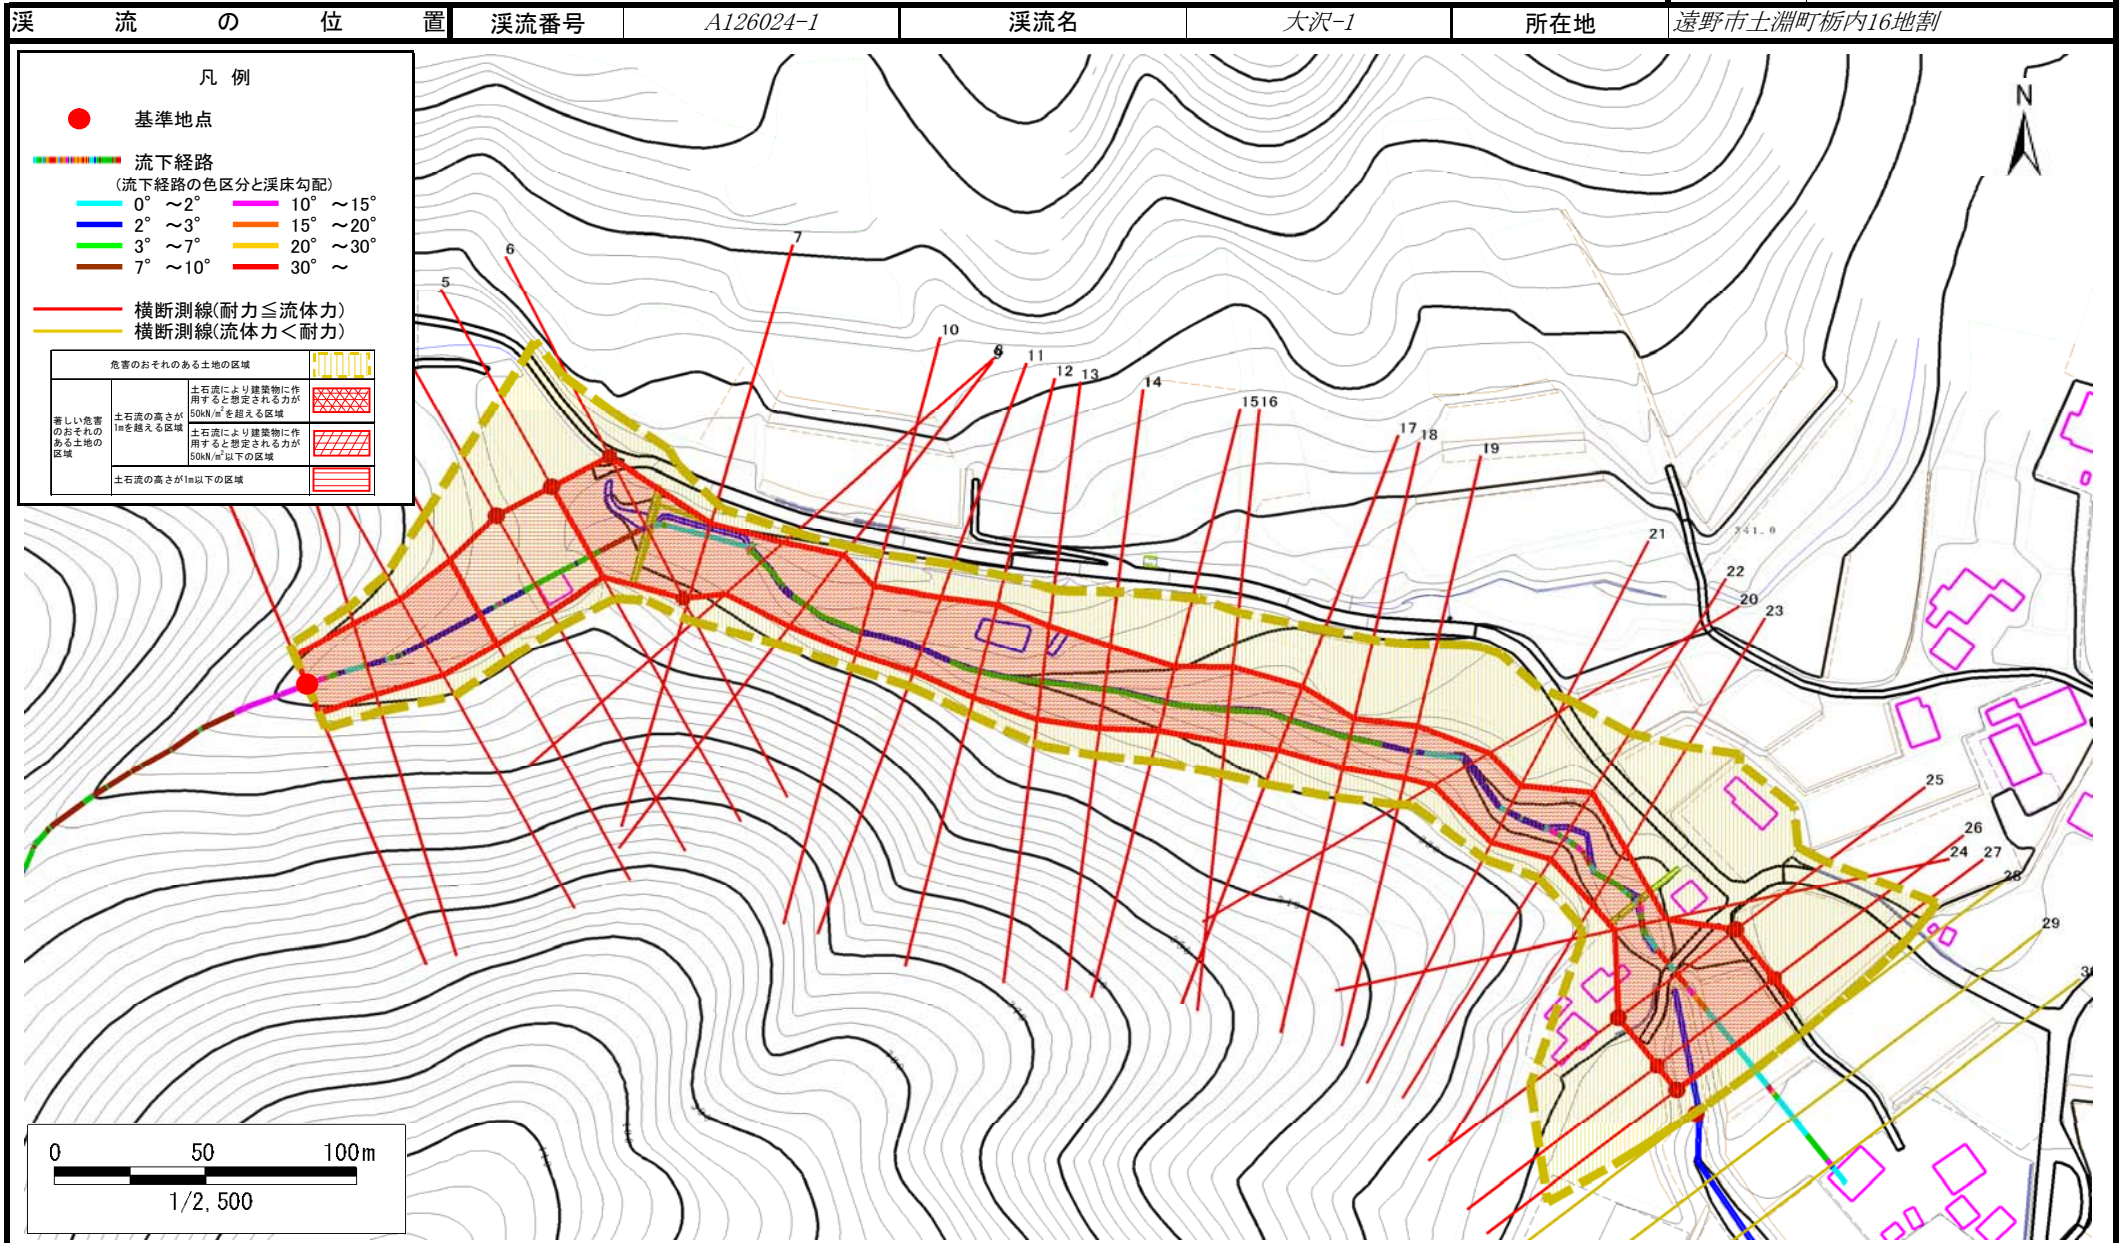 渓流の位置 渓流番号 A126024-1 渓流名 大沢-1 所在地 遠野市土淵町栃内16地割
凡 例
基準地点
流下経路
(流下経路の色区分と渓床勾配)
0° ～2° 10° ～15°
2° ～3° 15° ～20°
3° ～7° 20° ～30°
7° ～10° 30° ～
横断測線(耐力≦流体力)
横断測線(流体力＜耐力)
危害のおそれのある土地の区域
著しい危害のおそれのある土地の区域
土石流の高さが1mを越える区域
土石流により建築物に作用すると想定される力が50kN/m²を超える区域
土石流により建築物に作用すると想定される力が50kN/m²以下の区域
土石流の高さが1m以下の区域
N
5
6
7
10
11
12
13
14
15
16
17
18
19
21
22
20
23
25
26
24
27
28
29
341.0
0 50 100m
1/2,500